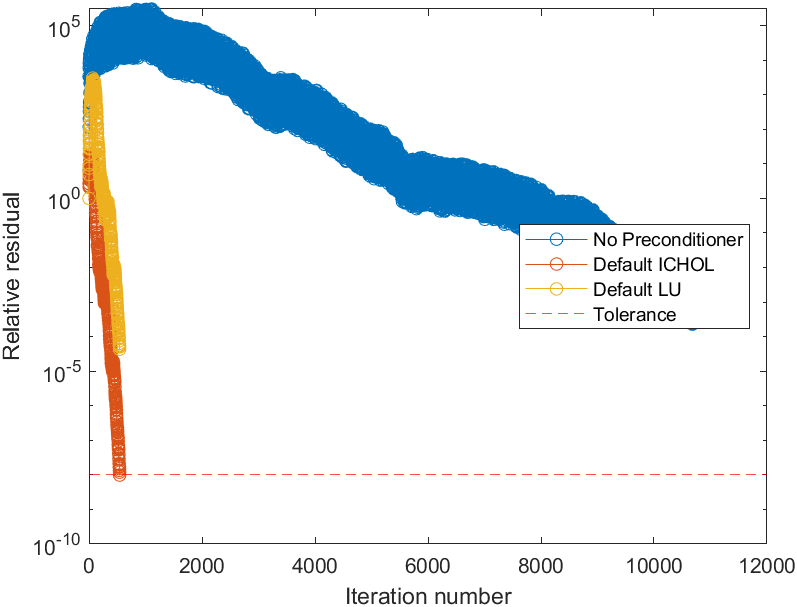 10^5
10^0
10^-5
10^-10
Relative residual
No Preconditioner
Default ICHOL
Default LU
Tolerance
0 2000 4000 6000 8000 10000 12000
Iteration number